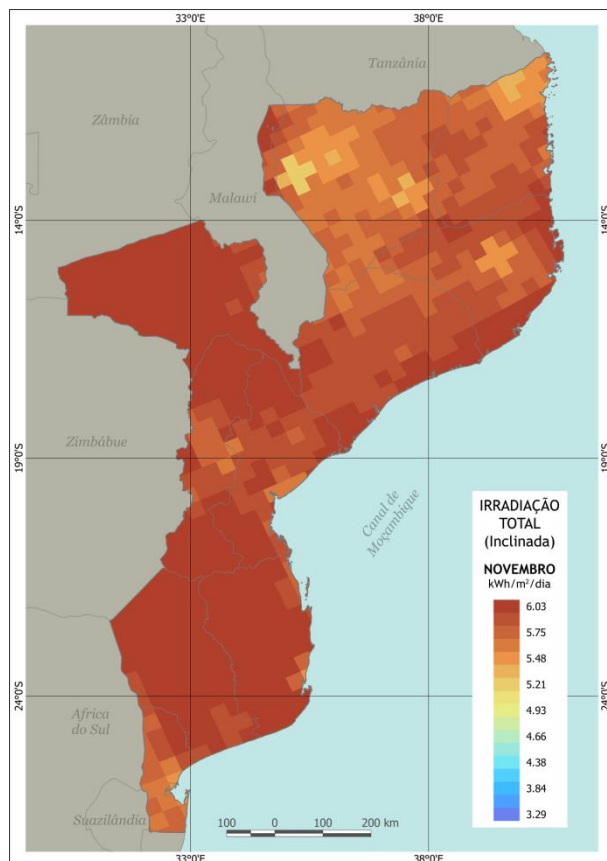 33°0'E
38°0'E
Tanzânia
Zâmbia
Malawi
14°0'S
14°0'S
Zimbábue
19°0'S
19°0'S
Canal de
Moçambique
IRRADIAÇÃO
TOTAL
(Inclinada)
NOVEMBRO
kWh/m²/dia
6.03
5.75
5.48
5.21
4.93
4.66
4.38
3.84
3.29
24°0'S
24°0'S
Africa
do Sul
Suazilândia
100 0 100 200 km
33°0'E
38°0'E